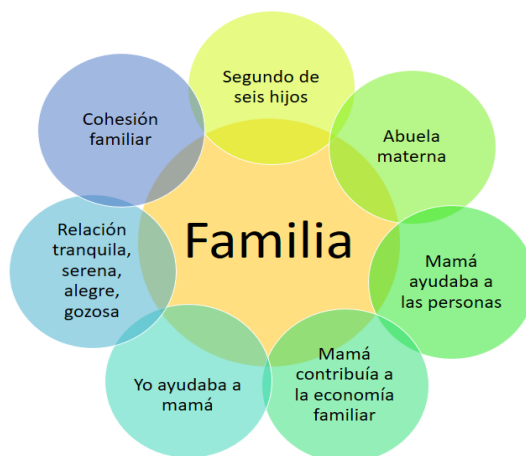 Segundo de
seis hijos
Abuela
materna
Mamá
ayudaba a
las personas
Mamá
contribuía a
la economía
familiar
Yo ayudaba a
mamá
Relación
tranquila,
serena,
alegre,
gozosa
Cohesión
familiar
Familia